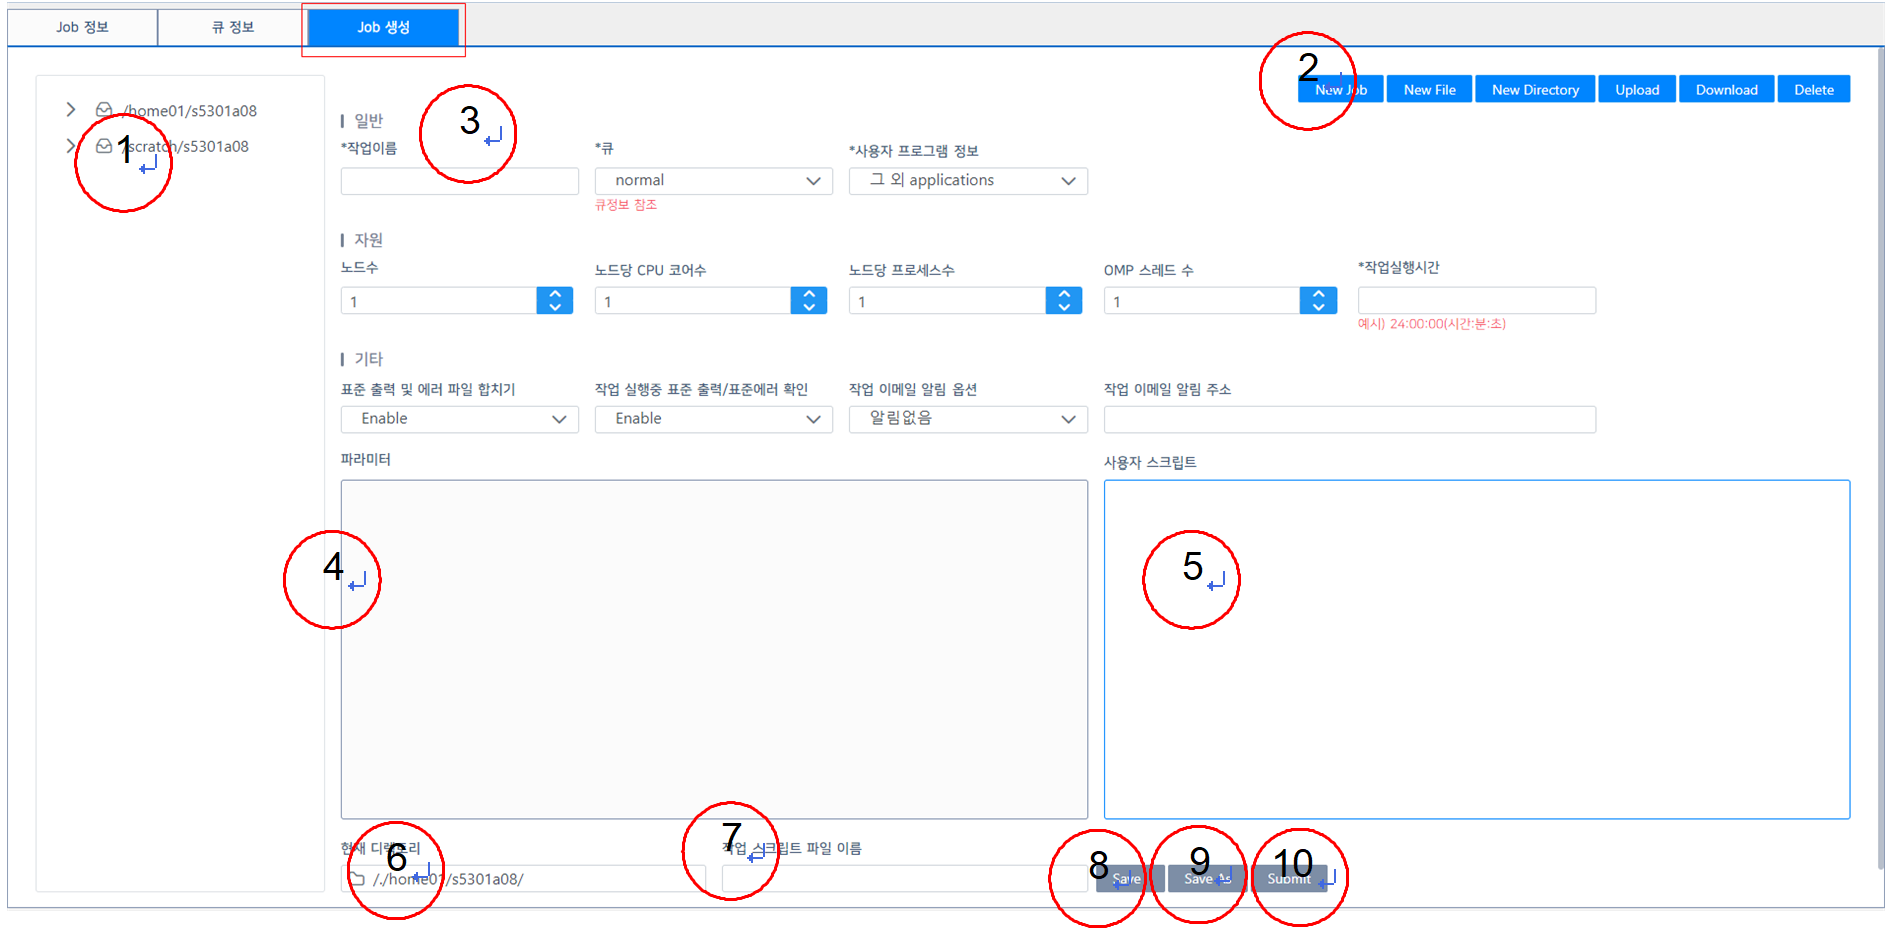 Job 정보
큐 정보
Job 생성
/home01/s5301a08
/scratch/s5301a08
1
2
New Job
New File
New Directory
Upload
Download
Delete
일반
3
*작업이름
*큐
*사용자 프로그램 정보
normal
그 외 applications
큐정보 참조
자원
노드수
노드당 CPU 코어수
노드당 프로세스수
OMP 스레드 수
*작업실행시간
1
1
1
1
예시) 24:00:00(시간:분:초)
기타
표준 출력 및 에러 파일 합치기
작업 실행중 표준 출력/표준에러 확인
작업 이메일 알림 옵션
작업 이메일 알림 주소
Enable
Enable
알림없음
파라미터
사용자 스크립트
4
5
현재 디렉토리
6
/./home01/s5301a08/
작업 스크립트 파일 이름
7
8
Save
9
Save As
10
Submit